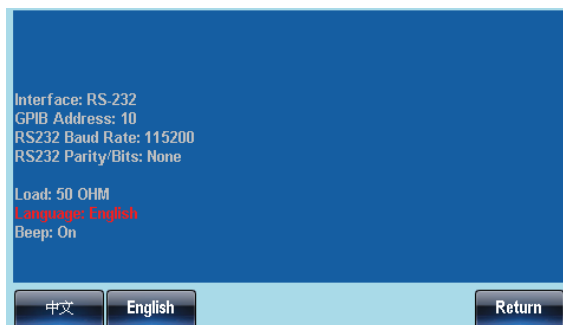 Interface: RS-232
GPIB Address: 10
RS232 Baud Rate: 115200
RS232 Parity/Bits: None
Load: 50 OHM
Language: English
Beep: On
中文 English Return